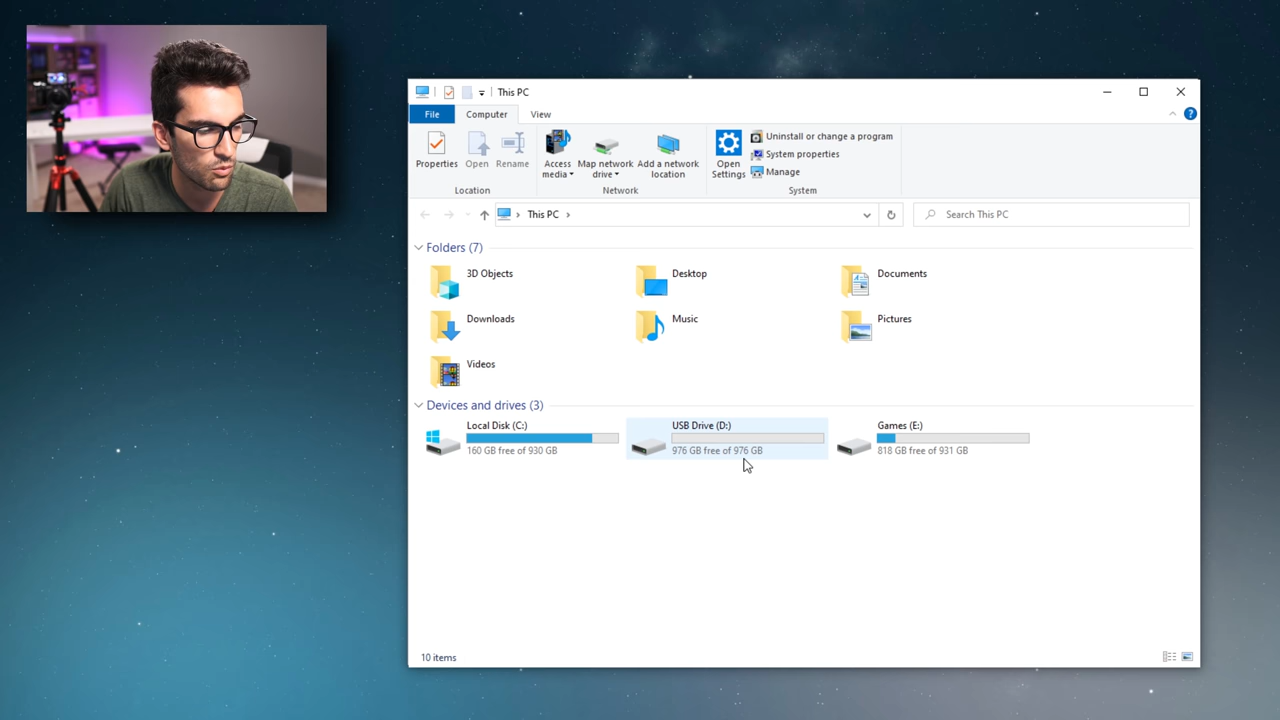 This PC
File Computer View
Properties Open Rename Access media Map network drive Add a network location Open Settings Uninstall or change a program
System properties
Manage
Location Network System
This PC Search This PC
Folders (7)
3D Objects Desktop Documents
Downloads Music Pictures
Videos
Devices and drives (3)
Local Disk (C:) USB Drive (D:) Games (E:)
160 GB free of 930 GB 976 GB free of 976 GB 818 GB free of 931 GB
10 items